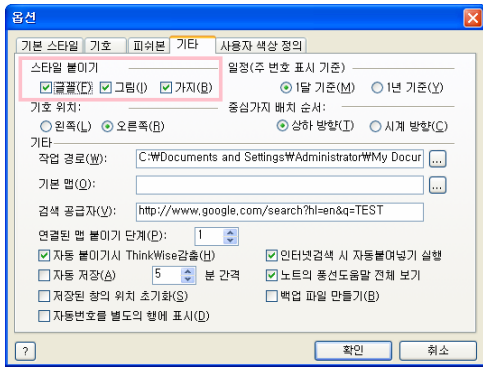 옵션
기본 스타일 기호 피쉬본 기타 사용자 색상 정의
스타일 붙이기 일정(주 번호 표시 기준)
글꼴(F) 그림(I) 가지(B) 1달 기준(M) 1년 기준(Y)
기호 위치: 중심가지 배치 순서:
왼쪽(L) 오른쪽(R) 상하 방향(T) 시계 방향(C)
기타
작업 경로(W): C:₩Documents and Settings₩Administrator₩My Docur ...
기본 맵(O): ...
검색 공급자(V): http://www.google.com/search?hl=en&q=TEST
연결된 맵 붙이기 단계(P): 1
자동 붙이기시 ThinkWise감춤(H) 인터넷검색 시 자동붙여넣기 실행
자동 저장(A) 5 분 간격 노트의 풍선도움말 전체 보기
저장된 창의 위치 초기화(S) 백업 파일 만들기(B)
자동번호를 별도의 행에 표시(D)
? 확인 취소